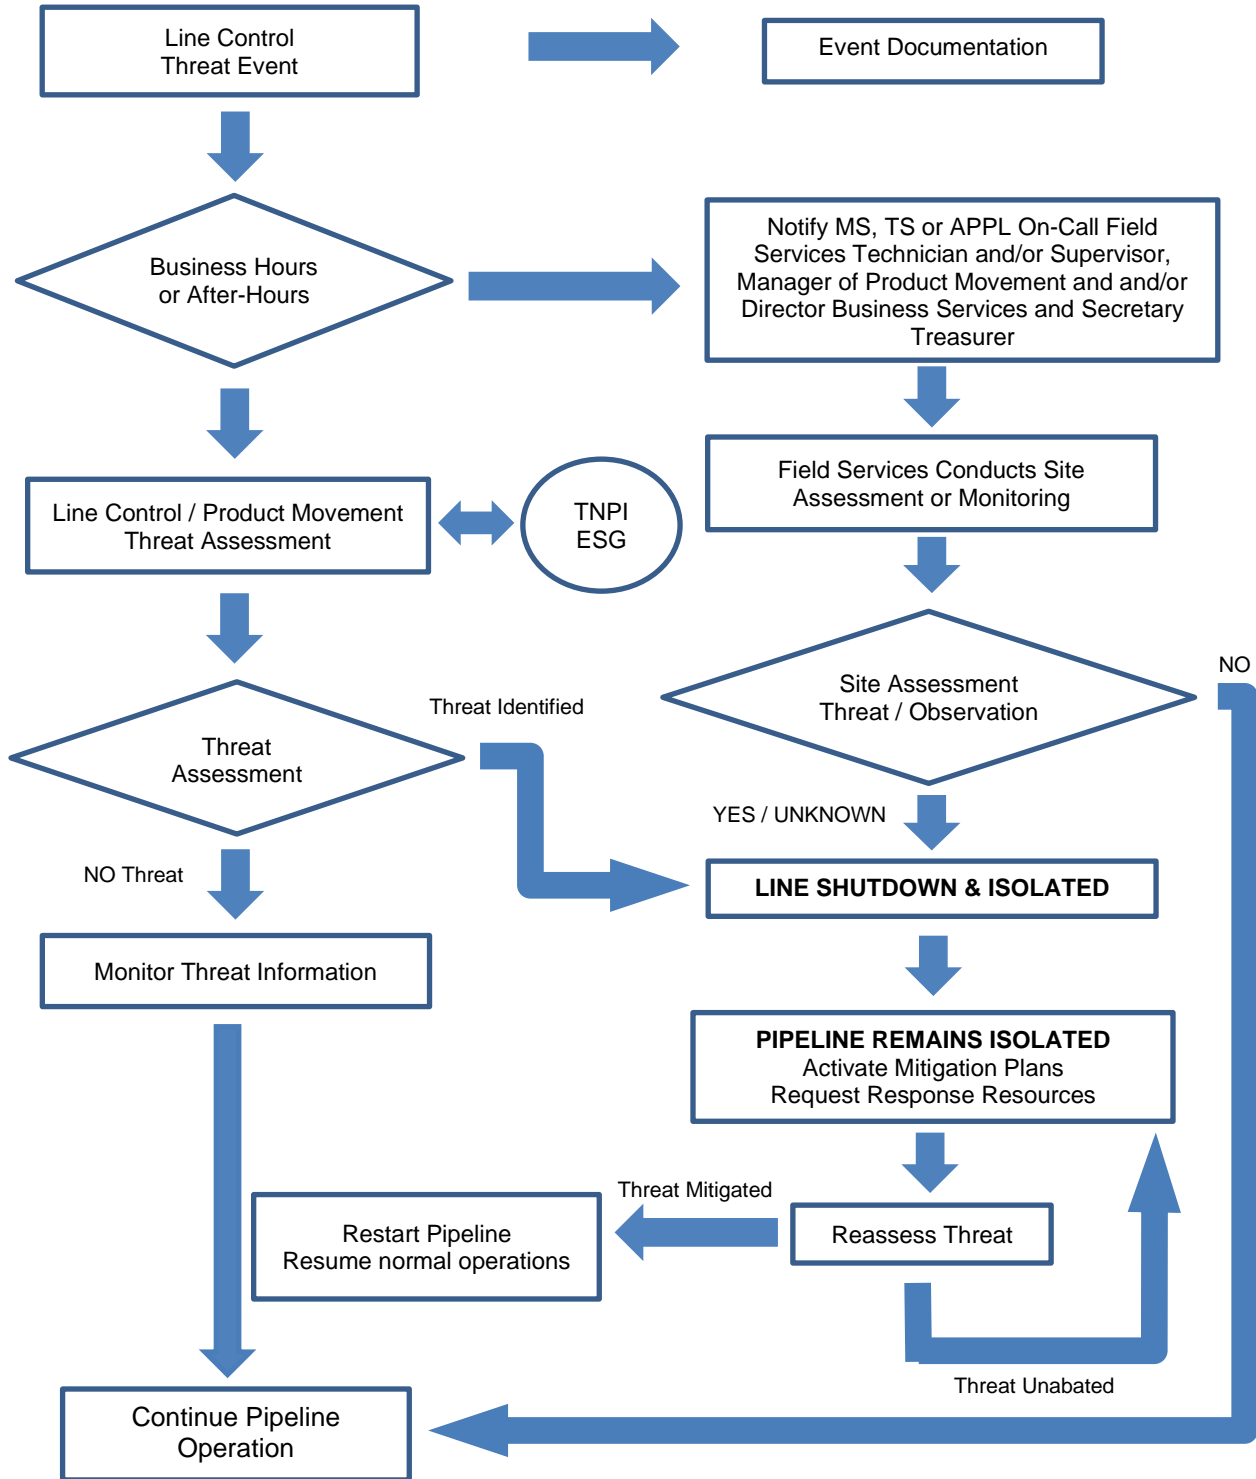 Line Control
Threat Event
Event Documentation
Business Hours
or After-Hours
Notify MS, TS or APPL On-Call Field
Services Technician and/or Supervisor,
Manager of Product Movement and and/or
Director Business Services and Secretary
Treasurer
Line Control / Product Movement
Threat Assessment
TNPI
ESG
Field Services Conducts Site
Assessment or Monitoring
Threat
Assessment
Threat Identified
Site Assessment
Threat / Observation
NO
YES / UNKNOWN
NO Threat
LINE SHUTDOWN & ISOLATED
Monitor Threat Information
PIPELINE REMAINS ISOLATED
Activate Mitigation Plans
Request Response Resources
Threat Mitigated
Restart Pipeline
Resume normal operations
Reassess Threat
Threat Unabated
Continue Pipeline
Operation